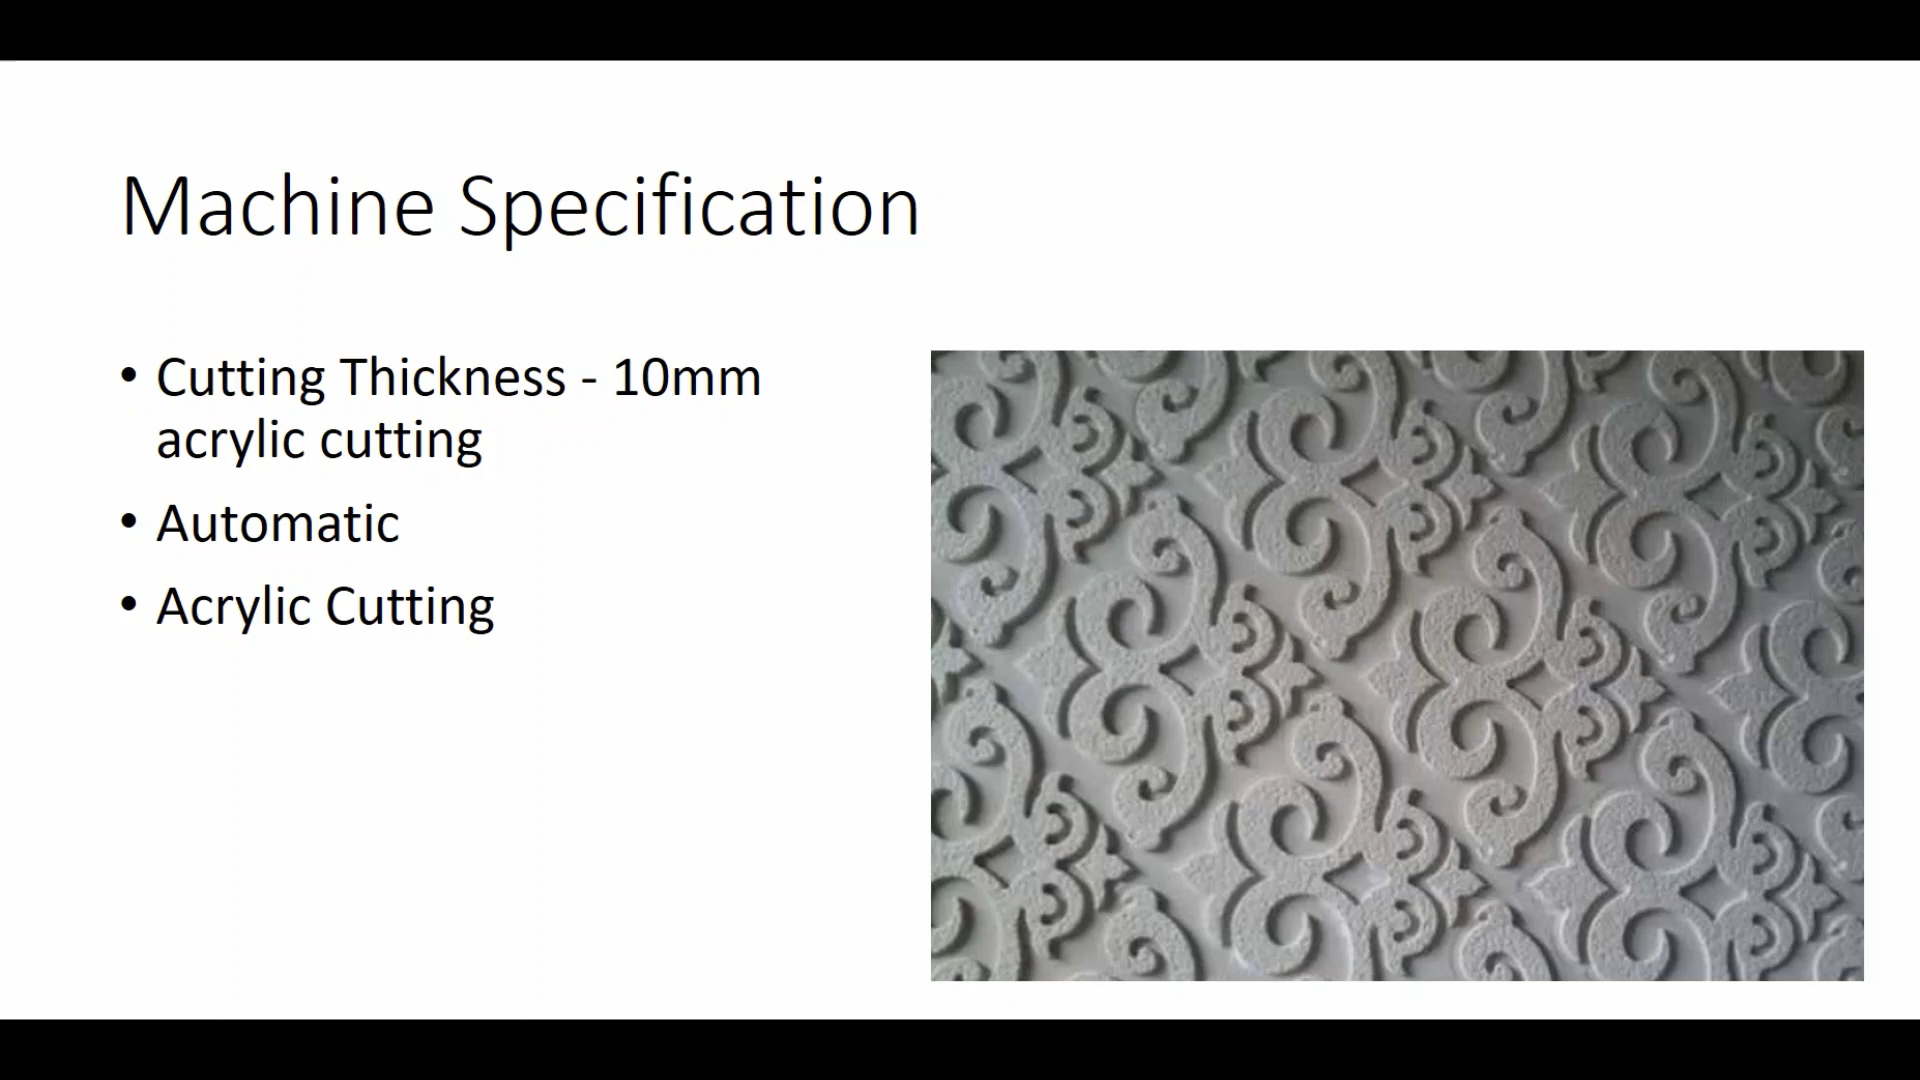 Machine Specification
• Cutting Thickness - 10mm
acrylic cutting
• Automatic
• Acrylic Cutting